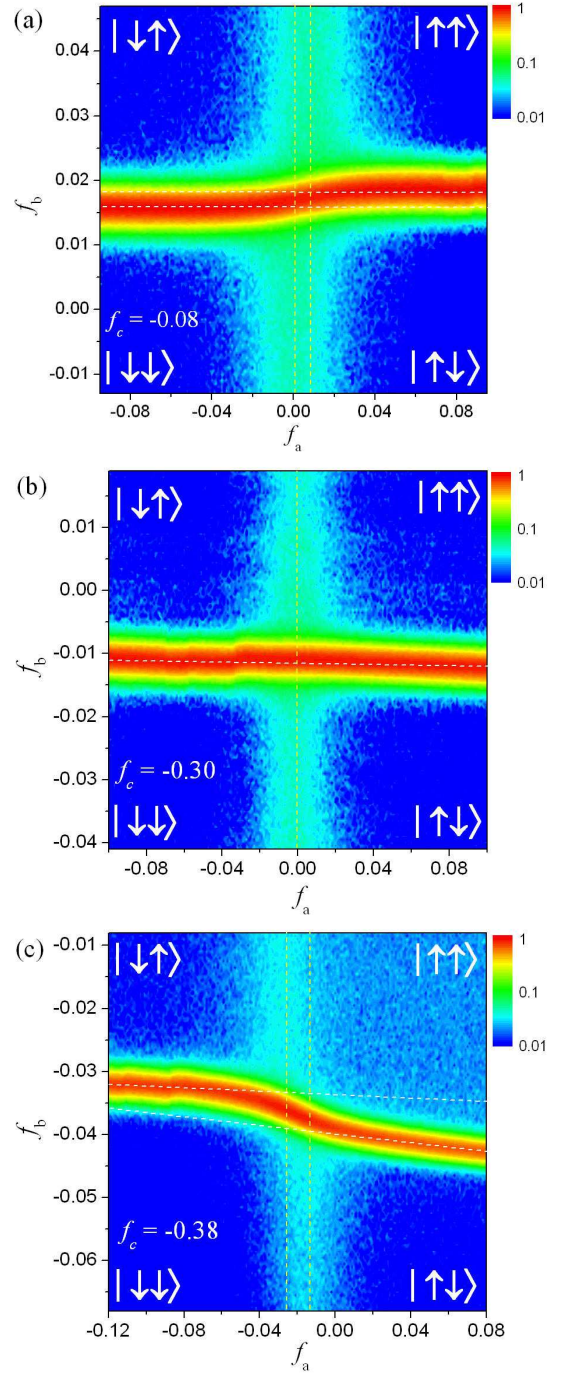 (a)
|↓↑⟩ |↑↑⟩
1
0.1
0.01
0.04
0.03
0.02
0.01
0.00
-0.01
f_b
f_c = -0.08
|↓↓⟩ |↑↓⟩
-0.08 -0.04 0.00 0.04 0.08
f_a
(b)
|↓↑⟩ |↑↑⟩
1
0.1
0.01
0.01
0.00
-0.01
-0.02
-0.03
-0.04
f_b
f_c = -0.30
|↓↓⟩ |↑↓⟩
-0.08 -0.04 0.00 0.04 0.08
f_a
(c)
|↓↑⟩ |↑↑⟩
1
0.1
0.01
-0.01
-0.02
-0.03
-0.04
-0.05
-0.06
f_b
f_c = -0.38
|↓↓⟩ |↑↓⟩
-0.12 -0.08 -0.04 0.00 0.04 0.08
f_a